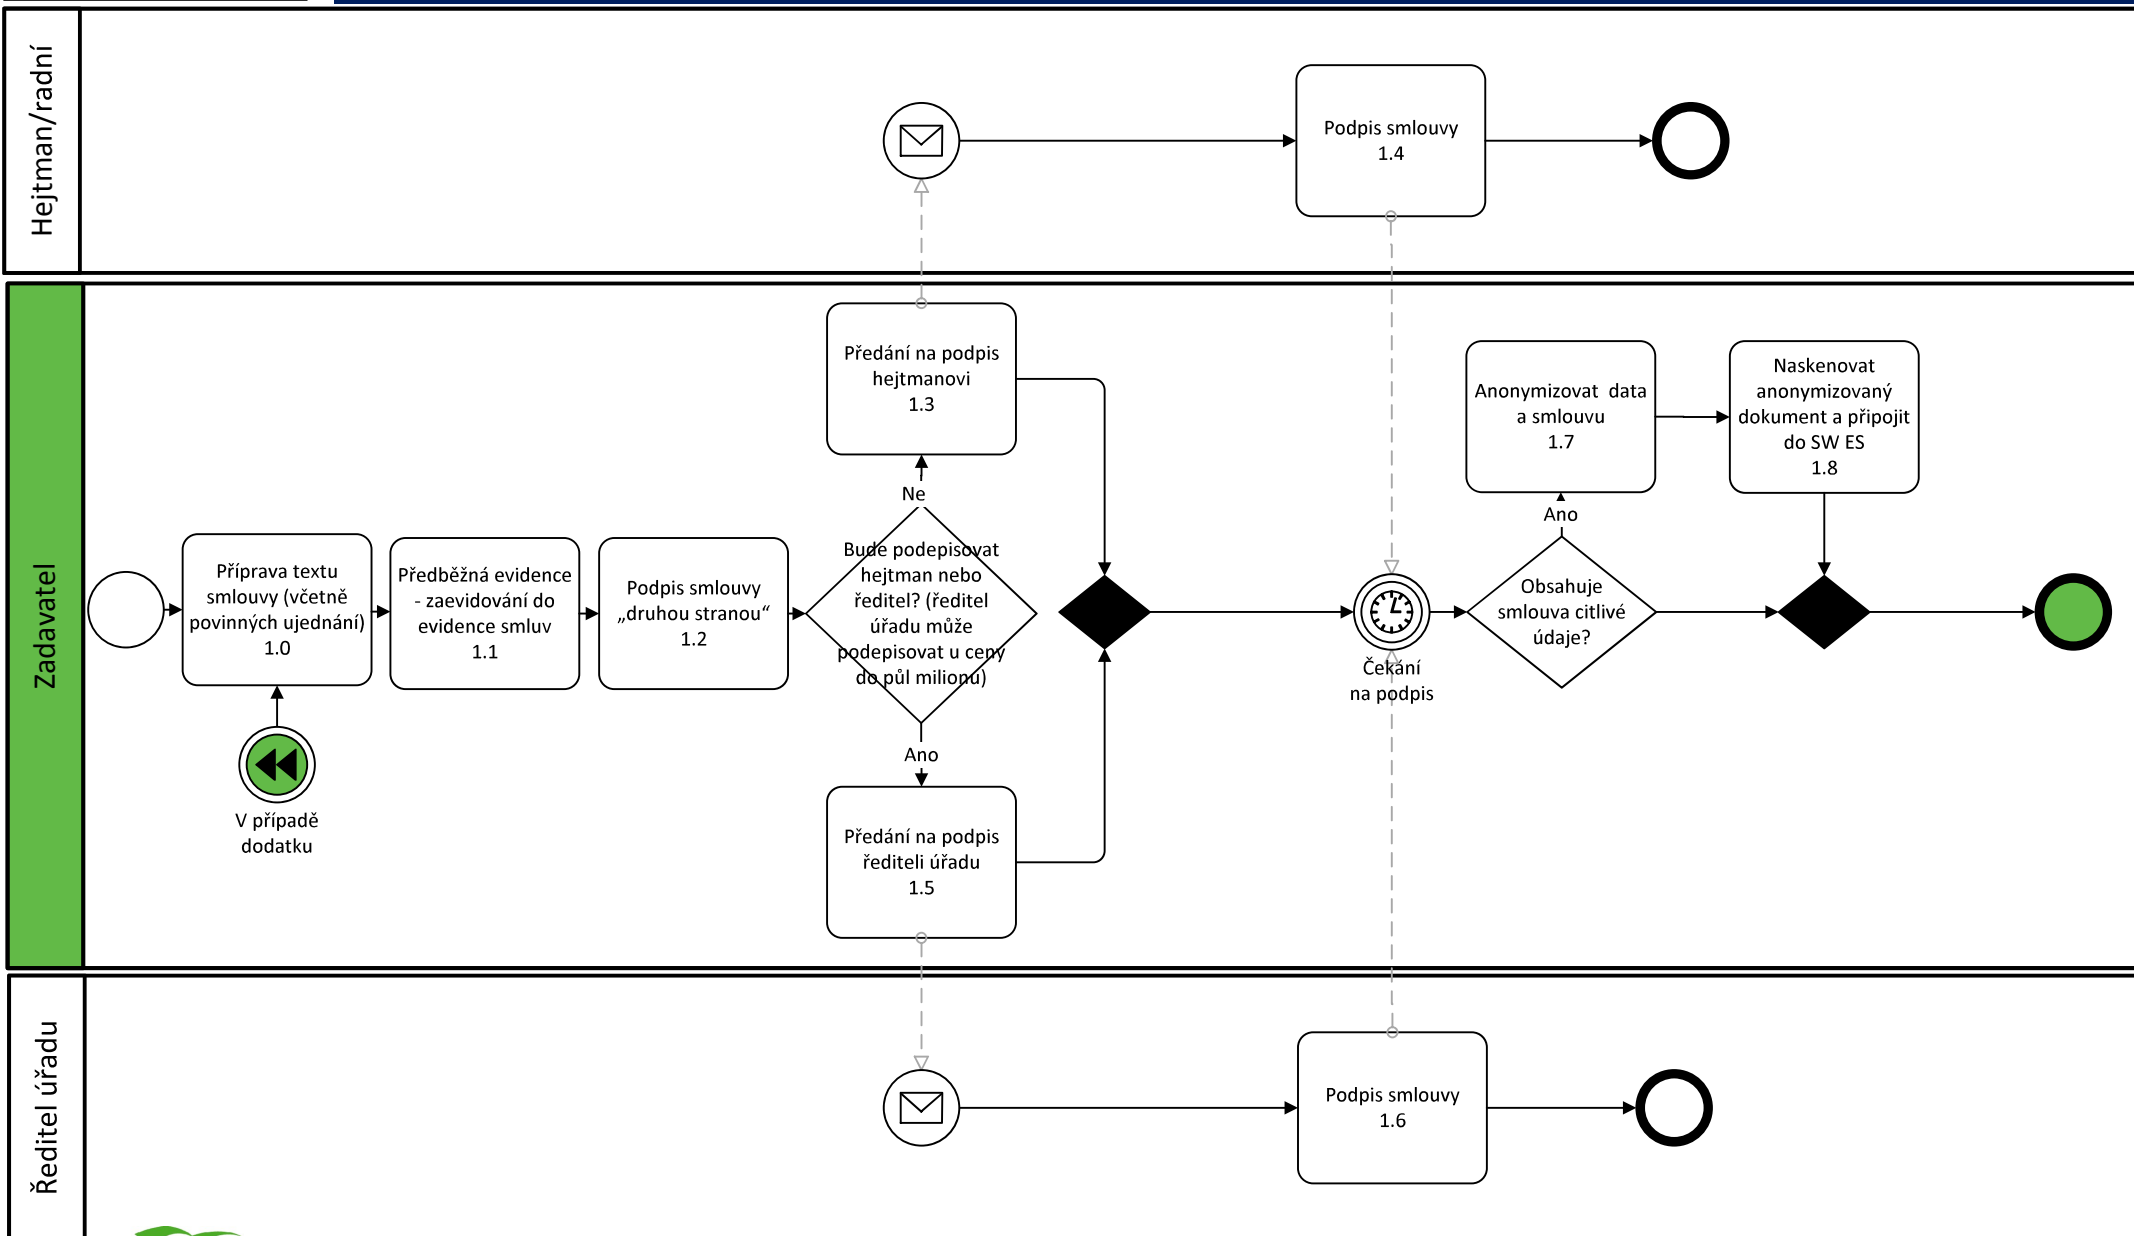 Hejtman/radní
Podpis smlouvy
1.4
Zadavatel
Příprava textu
smlouvy (včetně
povinných ujednání)
1.0
V případě
dodatku
Předběžná evidence
- zaevidování do
evidence smluv
1.1
Podpis smlouvy
„druhou stranou“
1.2
Předání na podpis
hejtmanovi
1.3
Ne
Bude podepisovat
hejtman nebo
ředitel? (ředitel
úřadu může
podepisovat u ceny
do půl milionu)
Ano
Předání na podpis
řediteli úřadu
1.5
Čekání
na podpis
Obsahuje
smlouva citlivé
údaje?
Ano
Anonymizovat data
a smlouvu
1.7
Naskenovat
anonymizovaný
dokument a připojit
do SW ES
1.8
Ředitel úřadu
Podpis smlouvy
1.6